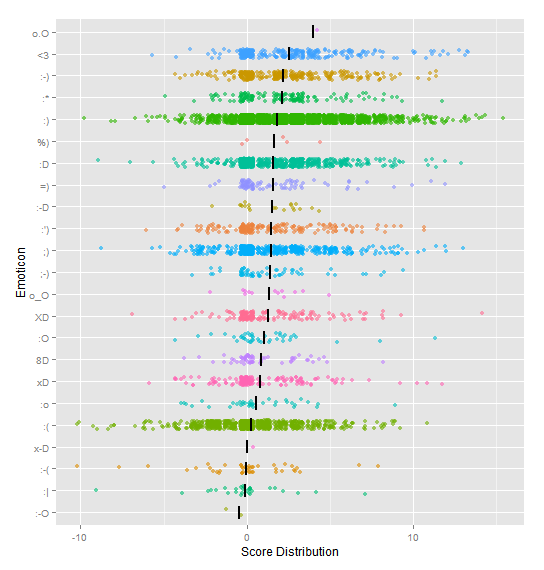 o.O
<3
:-)
:*
:)
%)
:D
=)
:-D
:')
;)
;-)
o_O
XD
:O
8D
xD
:o
:(
x-D
:-(
:|
:-O
Emoticon
-10 0 10
Score Distribution